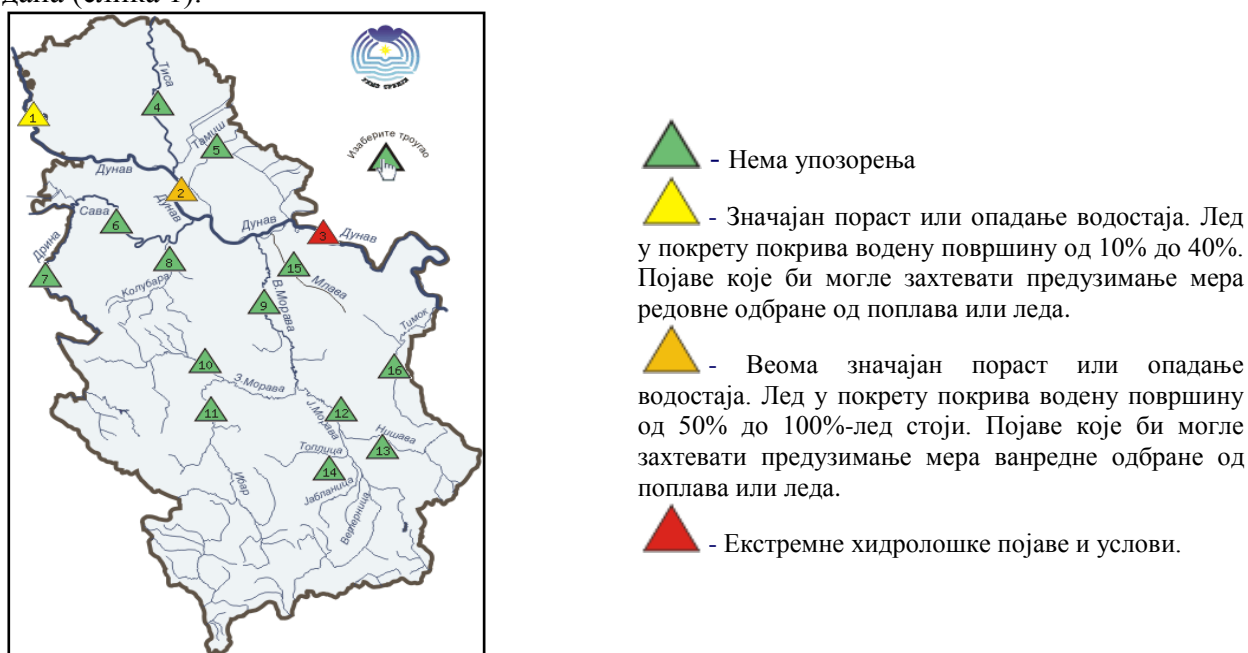 дана (слика 1).
РХМЗ СРБИЈЕ
Изаберите троугао
Тиса
1
4
Тамиш
5
Дунав
2
Дунав
Сава
6
Дунав
3
Дунав
Дрина
7
8
15
Млава
Колубара
9
В.Морава
Тимок
10
16
З.Морава
11
Ј.Морава
12
Нишава
13
Топлица
14
Јабланица
Ибар
Ветерница
- Нема упозорења
- Значајан пораст или опадање водостаја. Лед
у покрету покрива водену површину од 10% до 40%.
Појаве које би могле захтевати предузимање мера
редовне одбране од поплава или леда.
- Веома значајан пораст или опадање
водостаја. Лед у покрету покрива водену површину
од 50% до 100%-лед стоји. Појаве које би могле
захтевати предузимање мера ванредне одбране од
поплава или леда.
- Екстремне хидролошке појаве и услови.